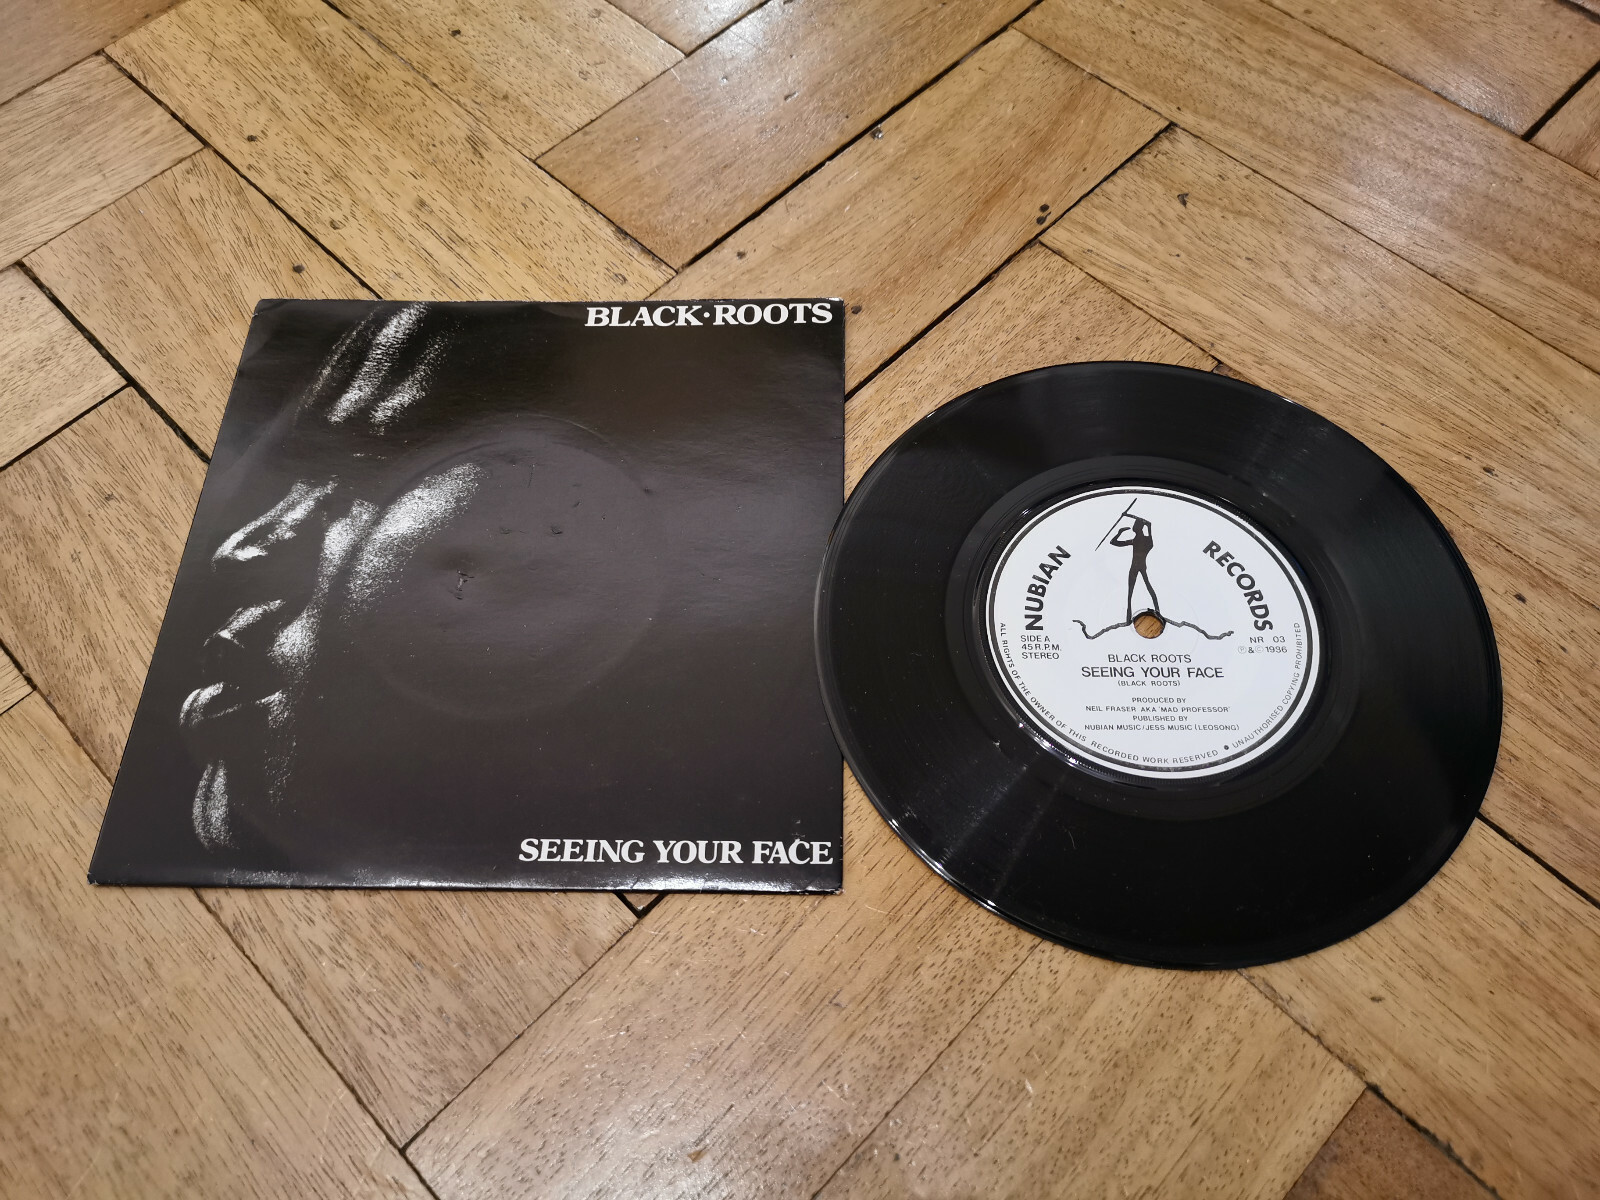 BLACK·ROOTS
SEEING YOUR FACE
NUBIAN RECORDS
SIDE A
45 R.P.M.
STEREO
NR 03
℗&© 1986
BLACK ROOTS
SEEING YOUR FACE
(BLACK ROOTS)
PRODUCED BY
NEIL FRASER AKA 'MAD PROFESSOR'
PUBLISHED BY
NUBIAN MUSIC/JESS MUSIC (LEOSONG)
ALL RIGHTS OF THE OWNER OF THIS RECORDED WORK RESERVED ● UNAUTHORISED COPYING PROHIBITED